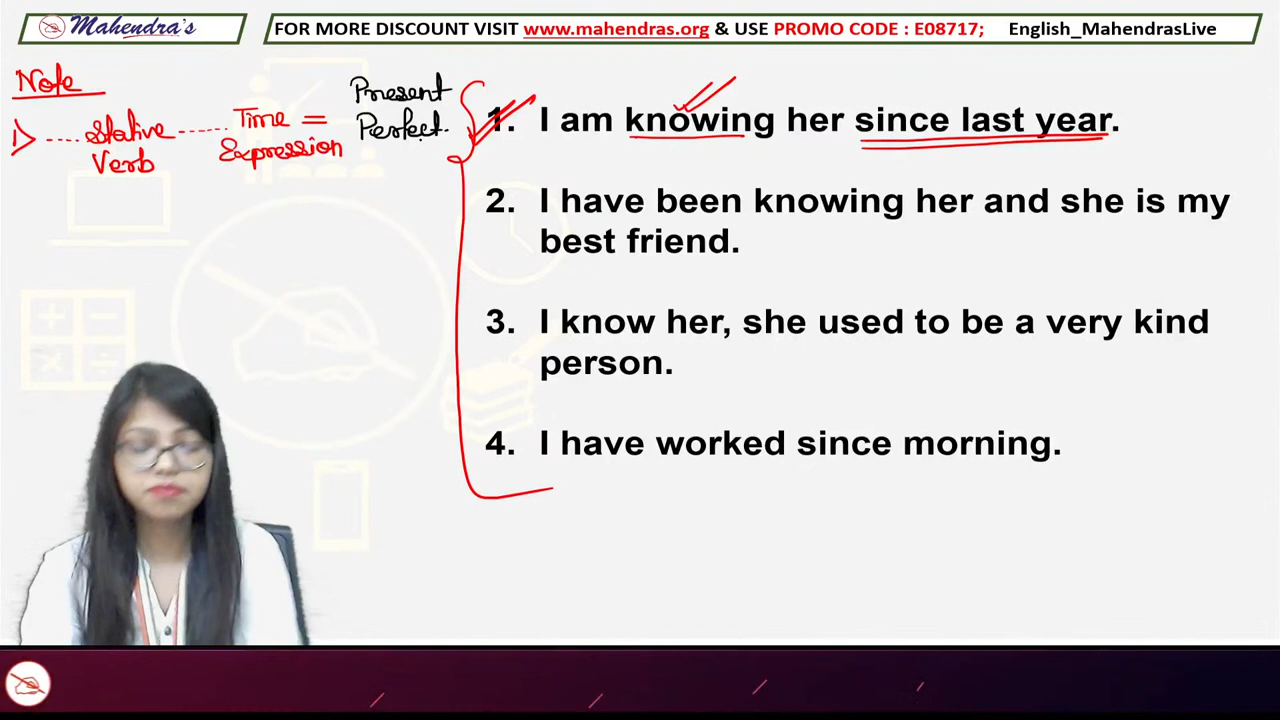 Mahendra's
FOR MORE DISCOUNT VISIT www.mahendras.org & USE PROMO CODE : E08717; English_MahendrasLive
Note
1) .... Stative Verb ...... Time Expression = Present Perfect.
1. I am knowing her since last year.
2. I have been knowing her and she is my
best friend.
3. I know her, she used to be a very kind
person.
4. I have worked since morning.